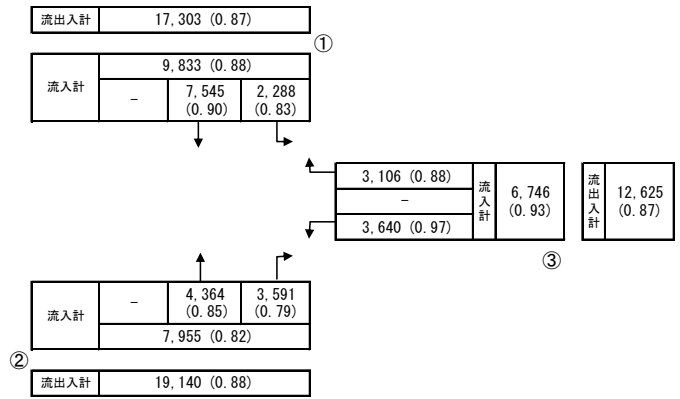 流出入計 17,303 (0.87)
①
流入計 9,833 (0.88)
－ 7,545 (0.90) 2,288 (0.83)
3,106 (0.88)
－
3,640 (0.97)
流入計 6,746 (0.93)
流出入計 12,625 (0.87)
③
流入計 － 4,364 (0.85) 3,591 (0.79)
7,955 (0.82)
②
流出入計 19,140 (0.88)